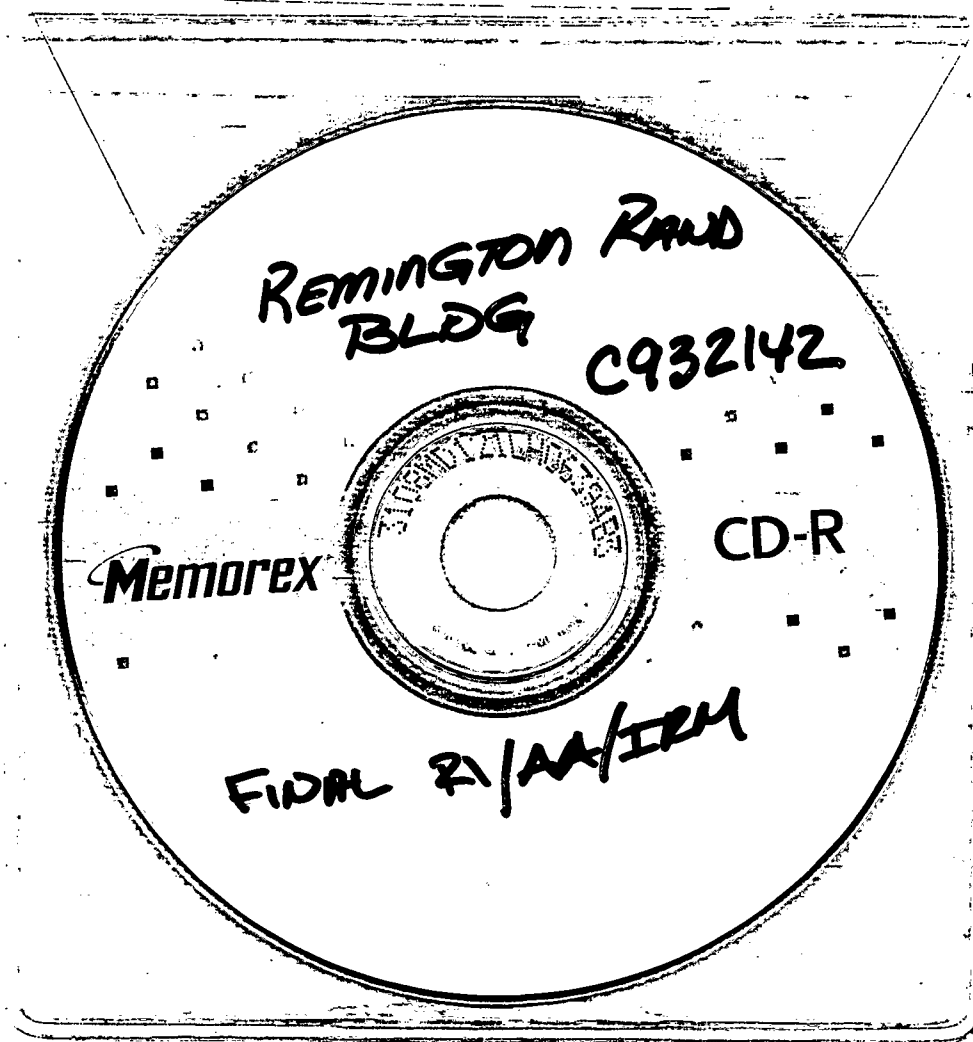 REMINGTON RAND
BLDG
C932142
Memorex
CD-R
FINAL RI/AA/IRM